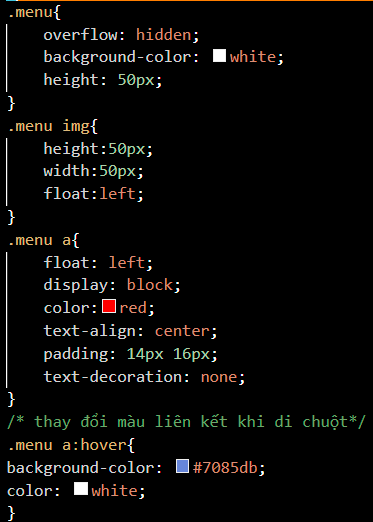 .menu{
overflow: hidden;
background-color: white;
height: 50px;
}
.menu img{
height:50px;
width:50px;
float:left;
}
.menu a{
float: left;
display: block;
color:red;
text-align: center;
padding: 14px 16px;
text-decoration: none;
}
/* thay đổi màu liên kết khi di chuột*/
.menu a:hover{
background-color: #7085db;
color: white;
}